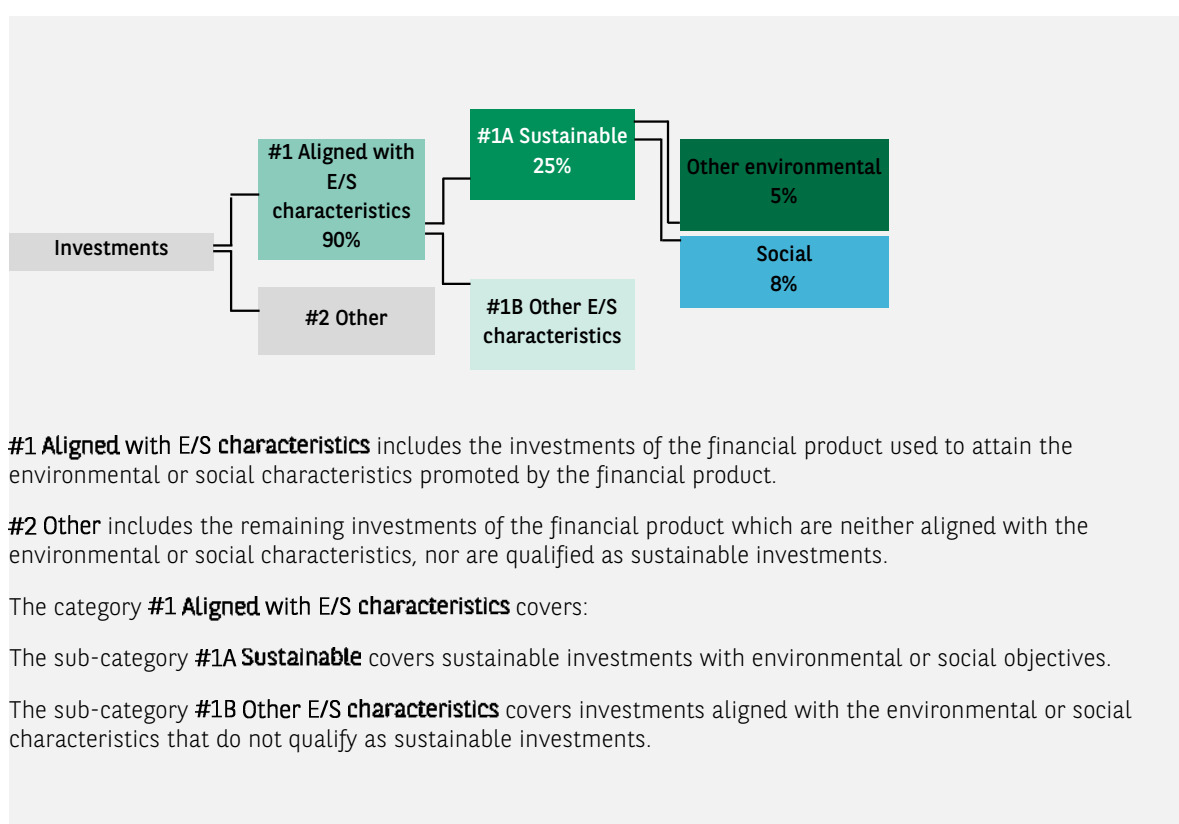 #1A Sustainable
25%
#1 Aligned with
E/S
characteristics
90%
Other environmental
5%
Investments
Social
8%
#2 Other
#1B Other E/S
characteristics
#1 Aligned with E/S characteristics includes the investments of the financial product used to attain the
environmental or social characteristics promoted by the financial product.
#2 Other includes the remaining investments of the financial product which are neither aligned with the
environmental or social characteristics, nor are qualified as sustainable investments.
The category #1 Aligned with E/S characteristics covers:
The sub-category #1A Sustainable covers sustainable investments with environmental or social objectives.
The sub-category #1B Other E/S characteristics covers investments aligned with the environmental or social
characteristics that do not qualify as sustainable investments.